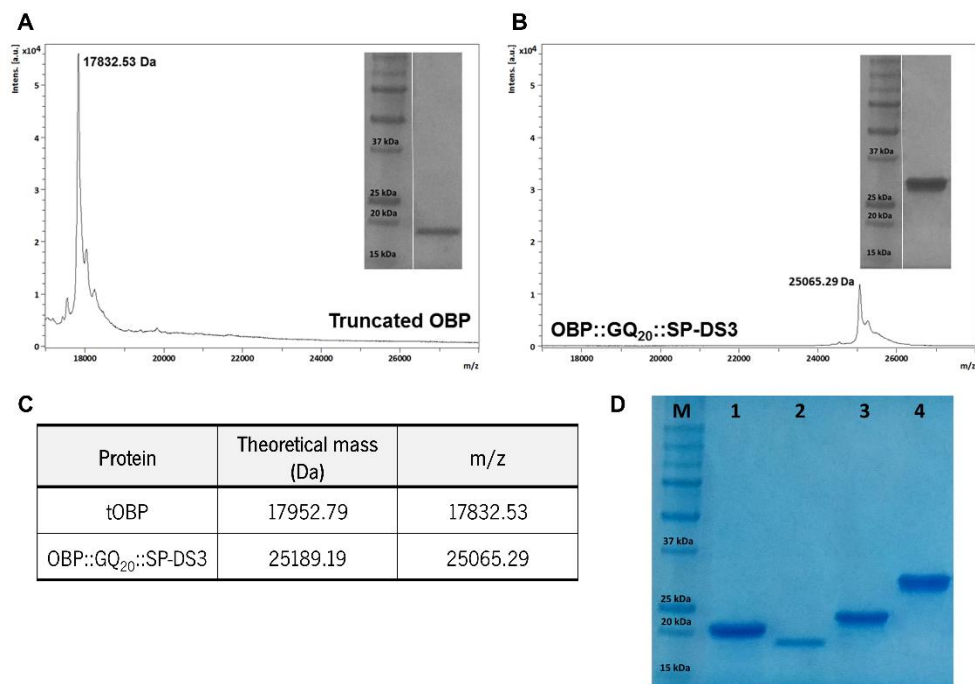 A
Intens. [a.u.]
x10⁴
5
4
3
2
1
0
17832.53 Da
37 kDa
25 kDa
20 kDa
15 kDa
Truncated OBP
18000 20000 22000 24000 26000
m/z
B
Intens. [a.u.]
x10⁴
5
4
3
2
1
0
37 kDa
25 kDa
20 kDa
15 kDa
25065.29 Da
OBP::GQ₂₀::SP-DS3
18000 20000 22000 24000 26000
m/z
C
Protein Theoretical mass (Da) m/z
tOBP 17952.79 17832.53
OBP::GQ₂₀::SP-DS3 25189.19 25065.29
D
M 1 2 3 4
37 kDa
25 kDa
20 kDa
15 kDa